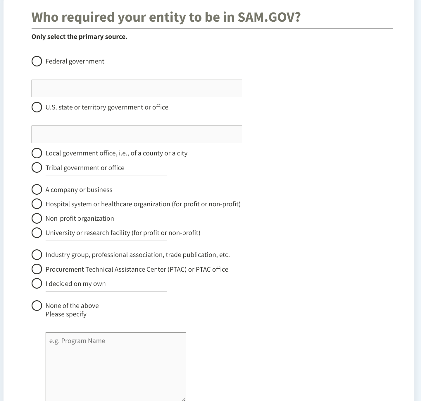 Who required your entity to be in SAM.GOV?
Only select the primary source.
Federal government
U.S. state or territory government or office
Local government office, i.e., of a county or a city
Tribal government or office
A company or business
Hospital system or healthcare organization (for profit or non-profit)
Non-profit organization
University or research facility (for profit or non-profit)
Industry group, professional association, trade publication, etc.
Procurement Technical Assistance Center (PTAC) or PTAC office
I decided on my own
None of the above
Please specify
e.g. Program Name